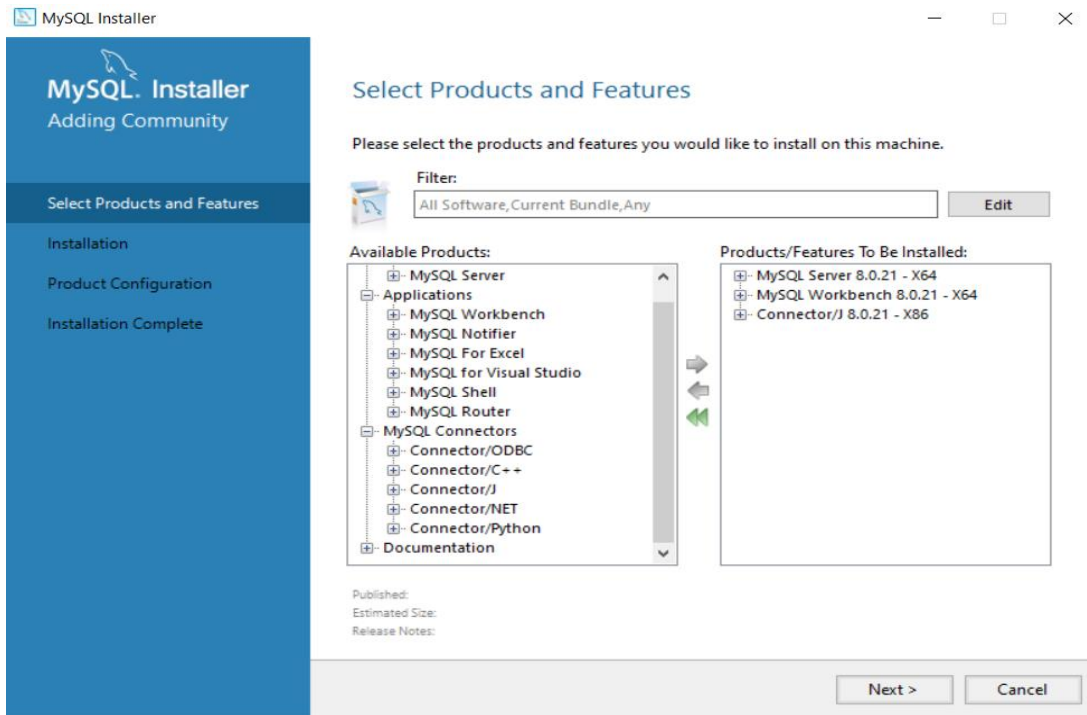 MySQL Installer
MySQL. Installer
Adding Community
Select Products and Features
Installation
Product Configuration
Installation Complete
Select Products and Features
Please select the products and features you would like to install on this machine.
Filter:
All Software,Current Bundle,Any
Edit
Available Products:
MySQL Server
Applications
MySQL Workbench
MySQL Notifier
MySQL For Excel
MySQL for Visual Studio
MySQL Shell
MySQL Router
MySQL Connectors
Connector/ODBC
Connector/C++
Connector/J
Connector/NET
Connector/Python
Documentation
Products/Features To Be Installed:
MySQL Server 8.0.21 - X64
MySQL Workbench 8.0.21 - X64
Connector/J 8.0.21 - X86
Published:
Estimated Size:
Release Notes:
Next >
Cancel